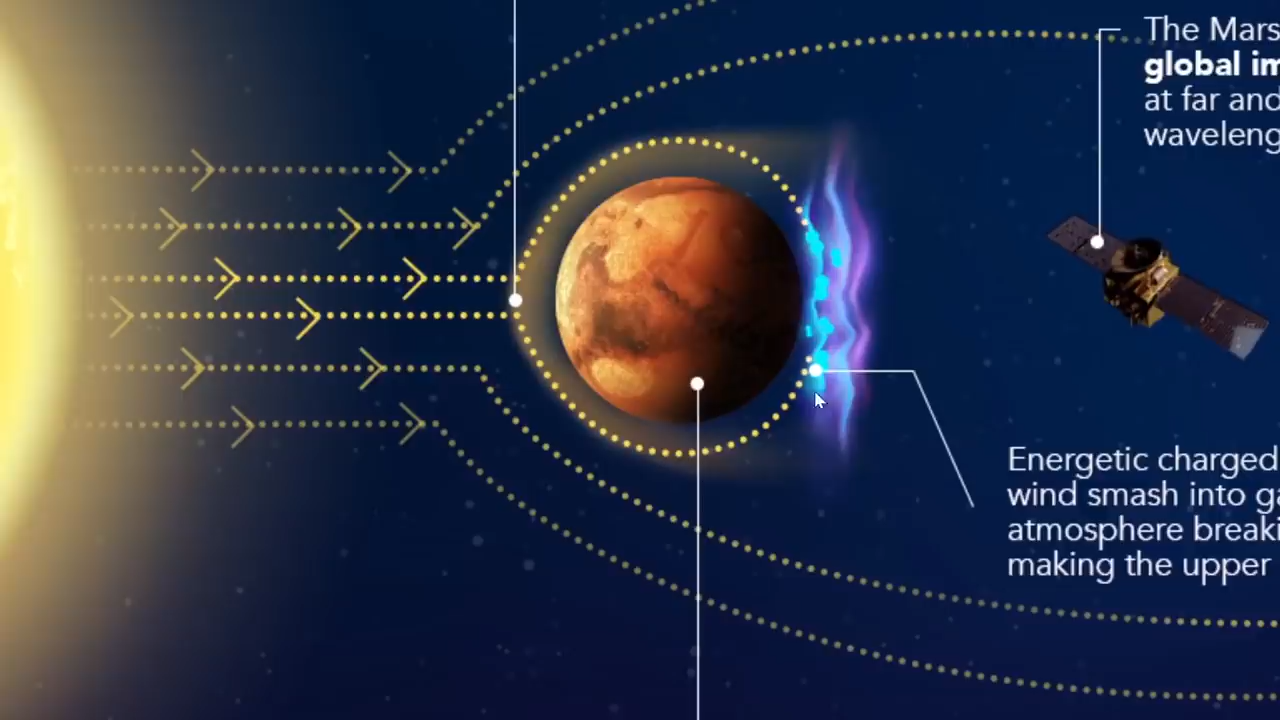 The Mars
global im
at far and
waveleng
Energetic charged
wind smash into ga
atmosphere breaki
making the upper